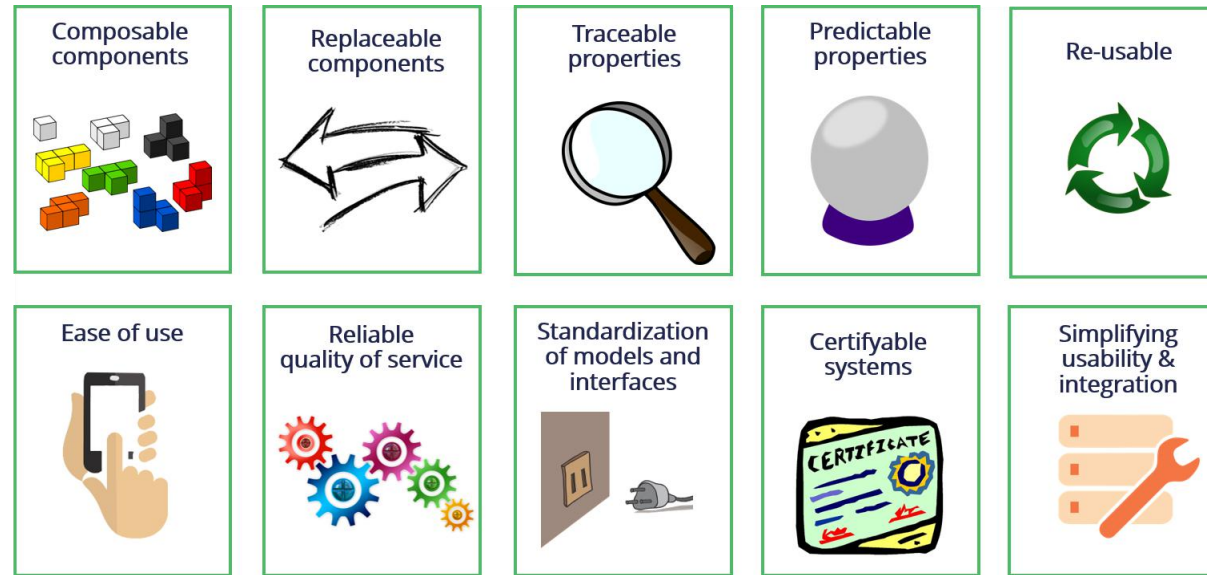 Composable
components
Replaceable
components
Traceable
properties
Predictable
properties
Re-usable
Ease of use
Reliable
quality of service
Standardization
of models and
interfaces
Certifyable
systems
CERTIFICATE
Simplifying
usability &
integration